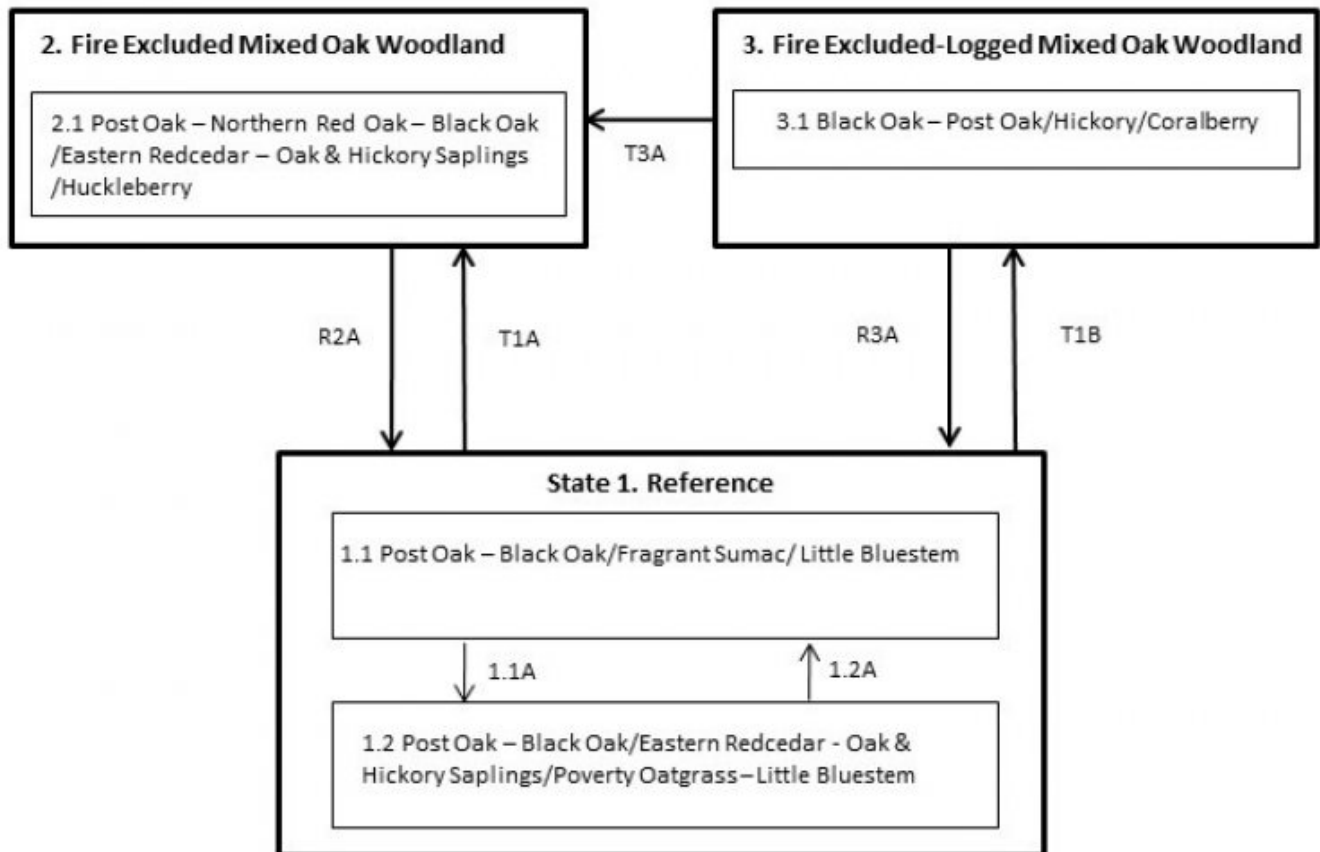 2. Fire Excluded Mixed Oak Woodland
2.1 Post Oak – Northern Red Oak – Black Oak
/Eastern Redcedar – Oak & Hickory Saplings
/Huckleberry
3. Fire Excluded-Logged Mixed Oak Woodland
3.1 Black Oak – Post Oak/Hickory/Coralberry
T3A
R2A
T1A
R3A
T1B
State 1. Reference
1.1 Post Oak – Black Oak/Fragrant Sumac/ Little Bluestem
1.1A
1.2A
1.2 Post Oak – Black Oak/Eastern Redcedar - Oak &
Hickory Saplings/Poverty Oatgrass–Little Bluestem